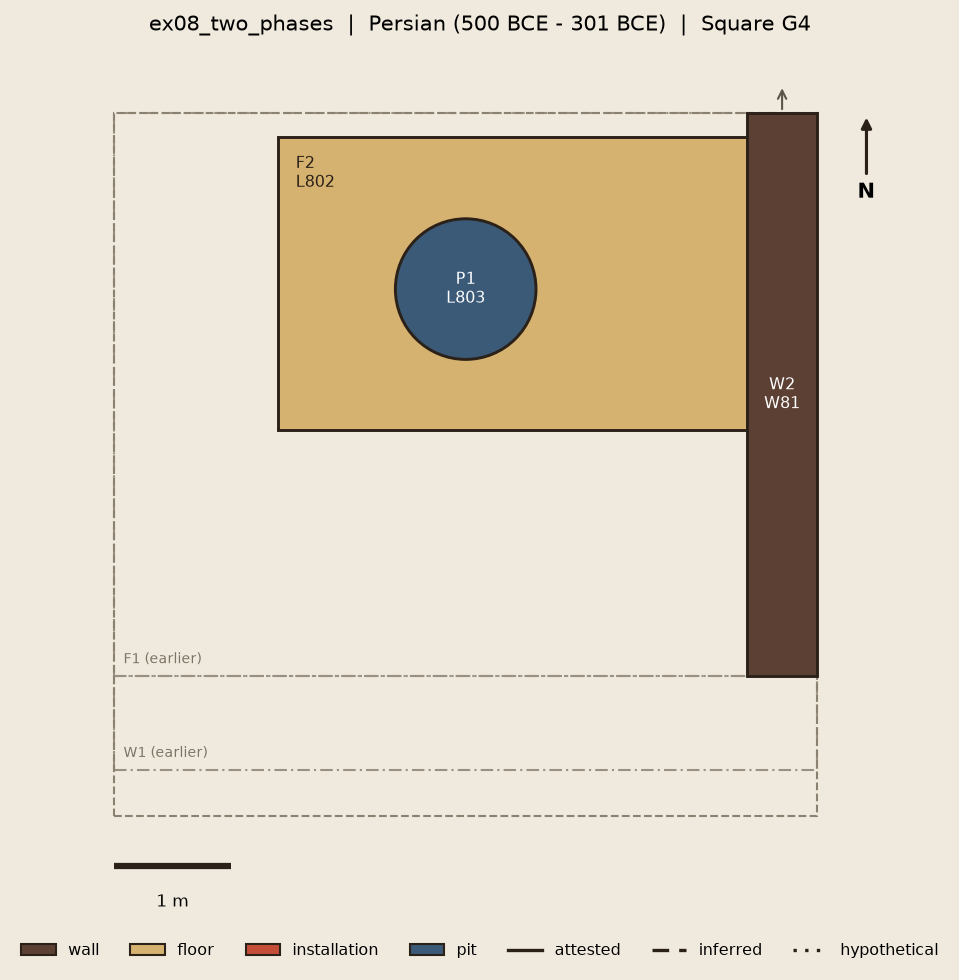 ex08_two_phases | Persian (500 BCE - 301 BCE) | Square G4
F2
L802
N
P1
L803
W2
W81
F1 (earlier)
W1 (earlier)
1 m
wall floor installation pit attested inferred hypothetical